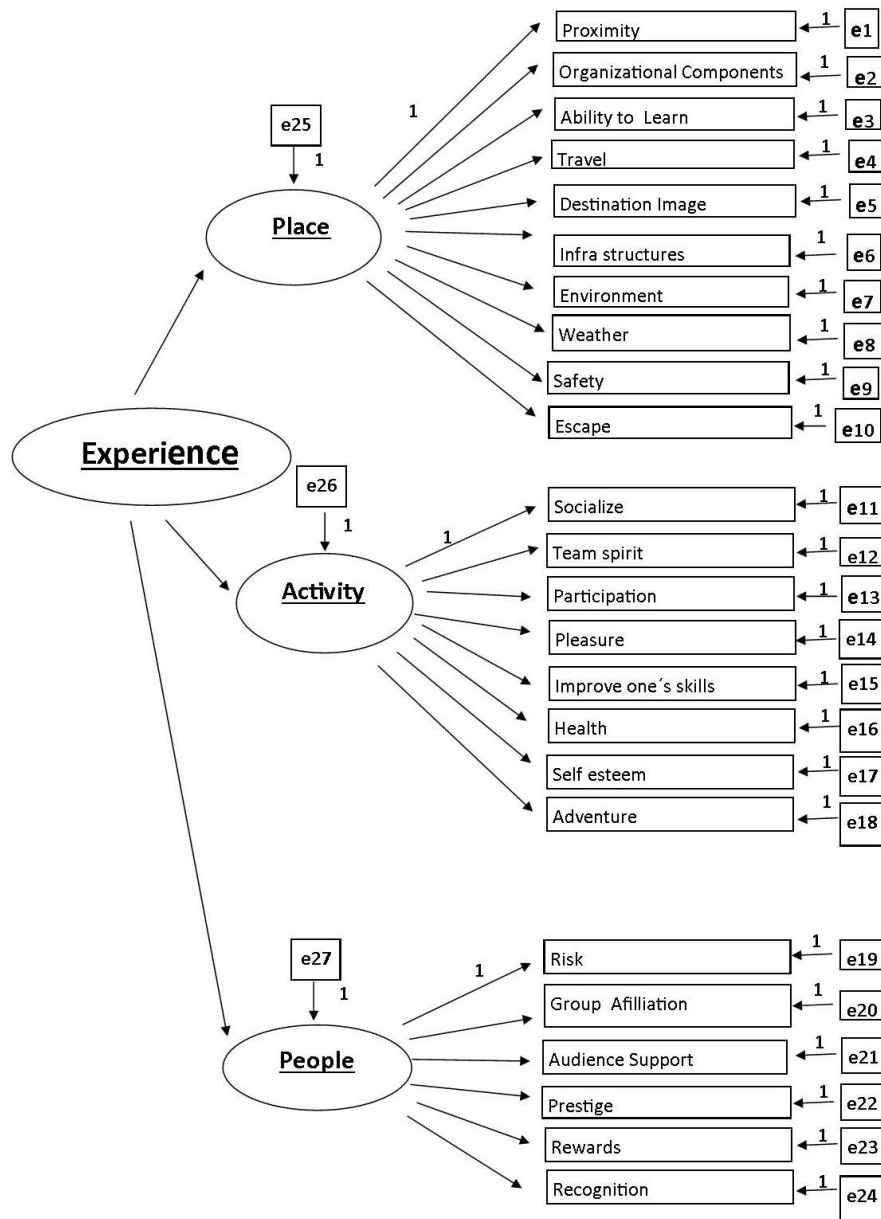 Proximity 1 e1
Organizational Components 1 e2
1 e25 Ability to Learn 1 e3
1 Travel 1 e4
Place Destination Image 1 e5
Infra structures 1 e6
Environment 1 e7
Weather 1 e8
Safety 1 e9
Escape 1 e10
Experience
e26 Socialize 1 e11
1 1 Team spirit 1 e12
Activity Participation 1 e13
Pleasure 1 e14
Improve one´s skills 1 e15
Health 1 e16
Self esteem 1 e17
Adventure 1 e18
e27 1 Risk 1 e19
1 Group Afilliation 1 e20
People Audience Support 1 e21
Prestige 1 e22
Rewards 1 e23
Recognition 1 e24